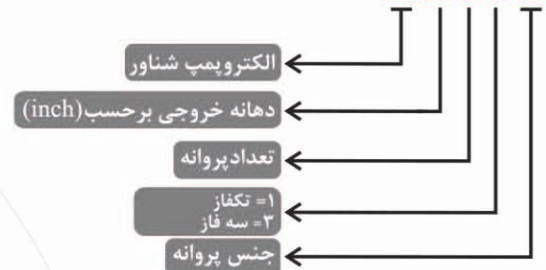 الکتروپمپ شناور
دهانه خروجی برحسب(inch)
تعدادپروانه
۱= تکفاز
۳= سه فاز
جنس پروانه